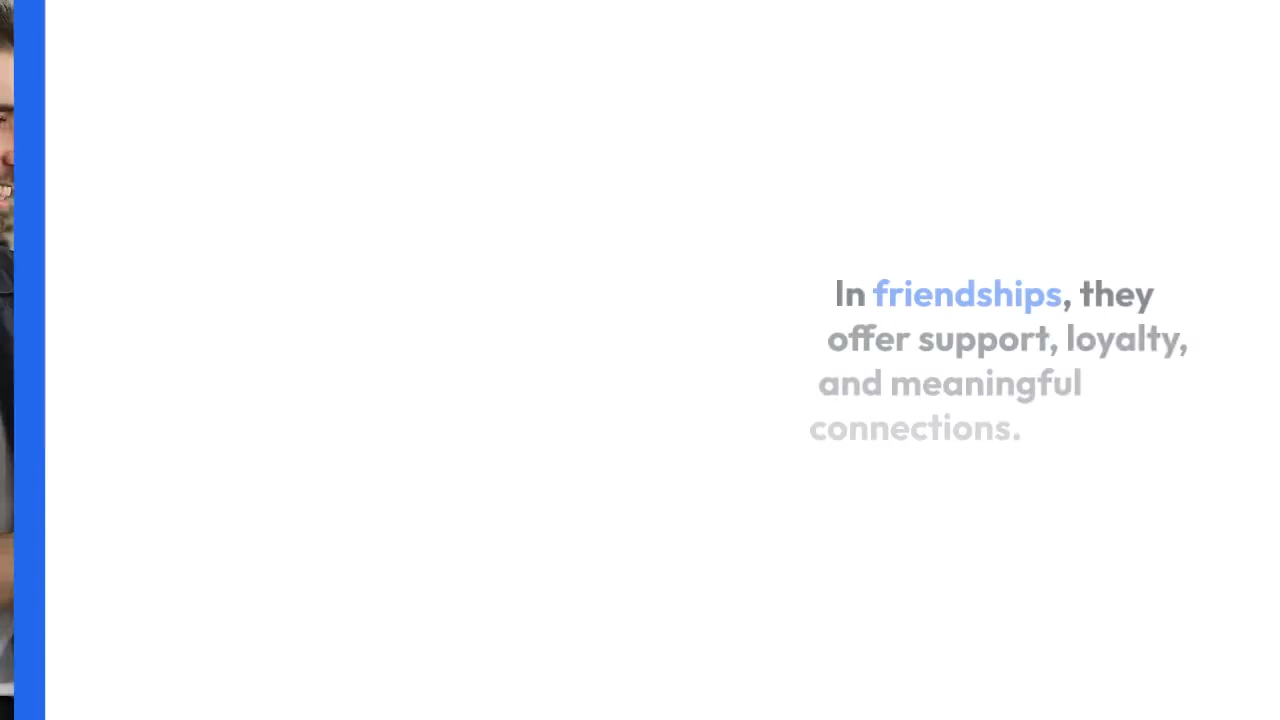 In friendships, they
offer support, loyalty,
and meaningful
connections.